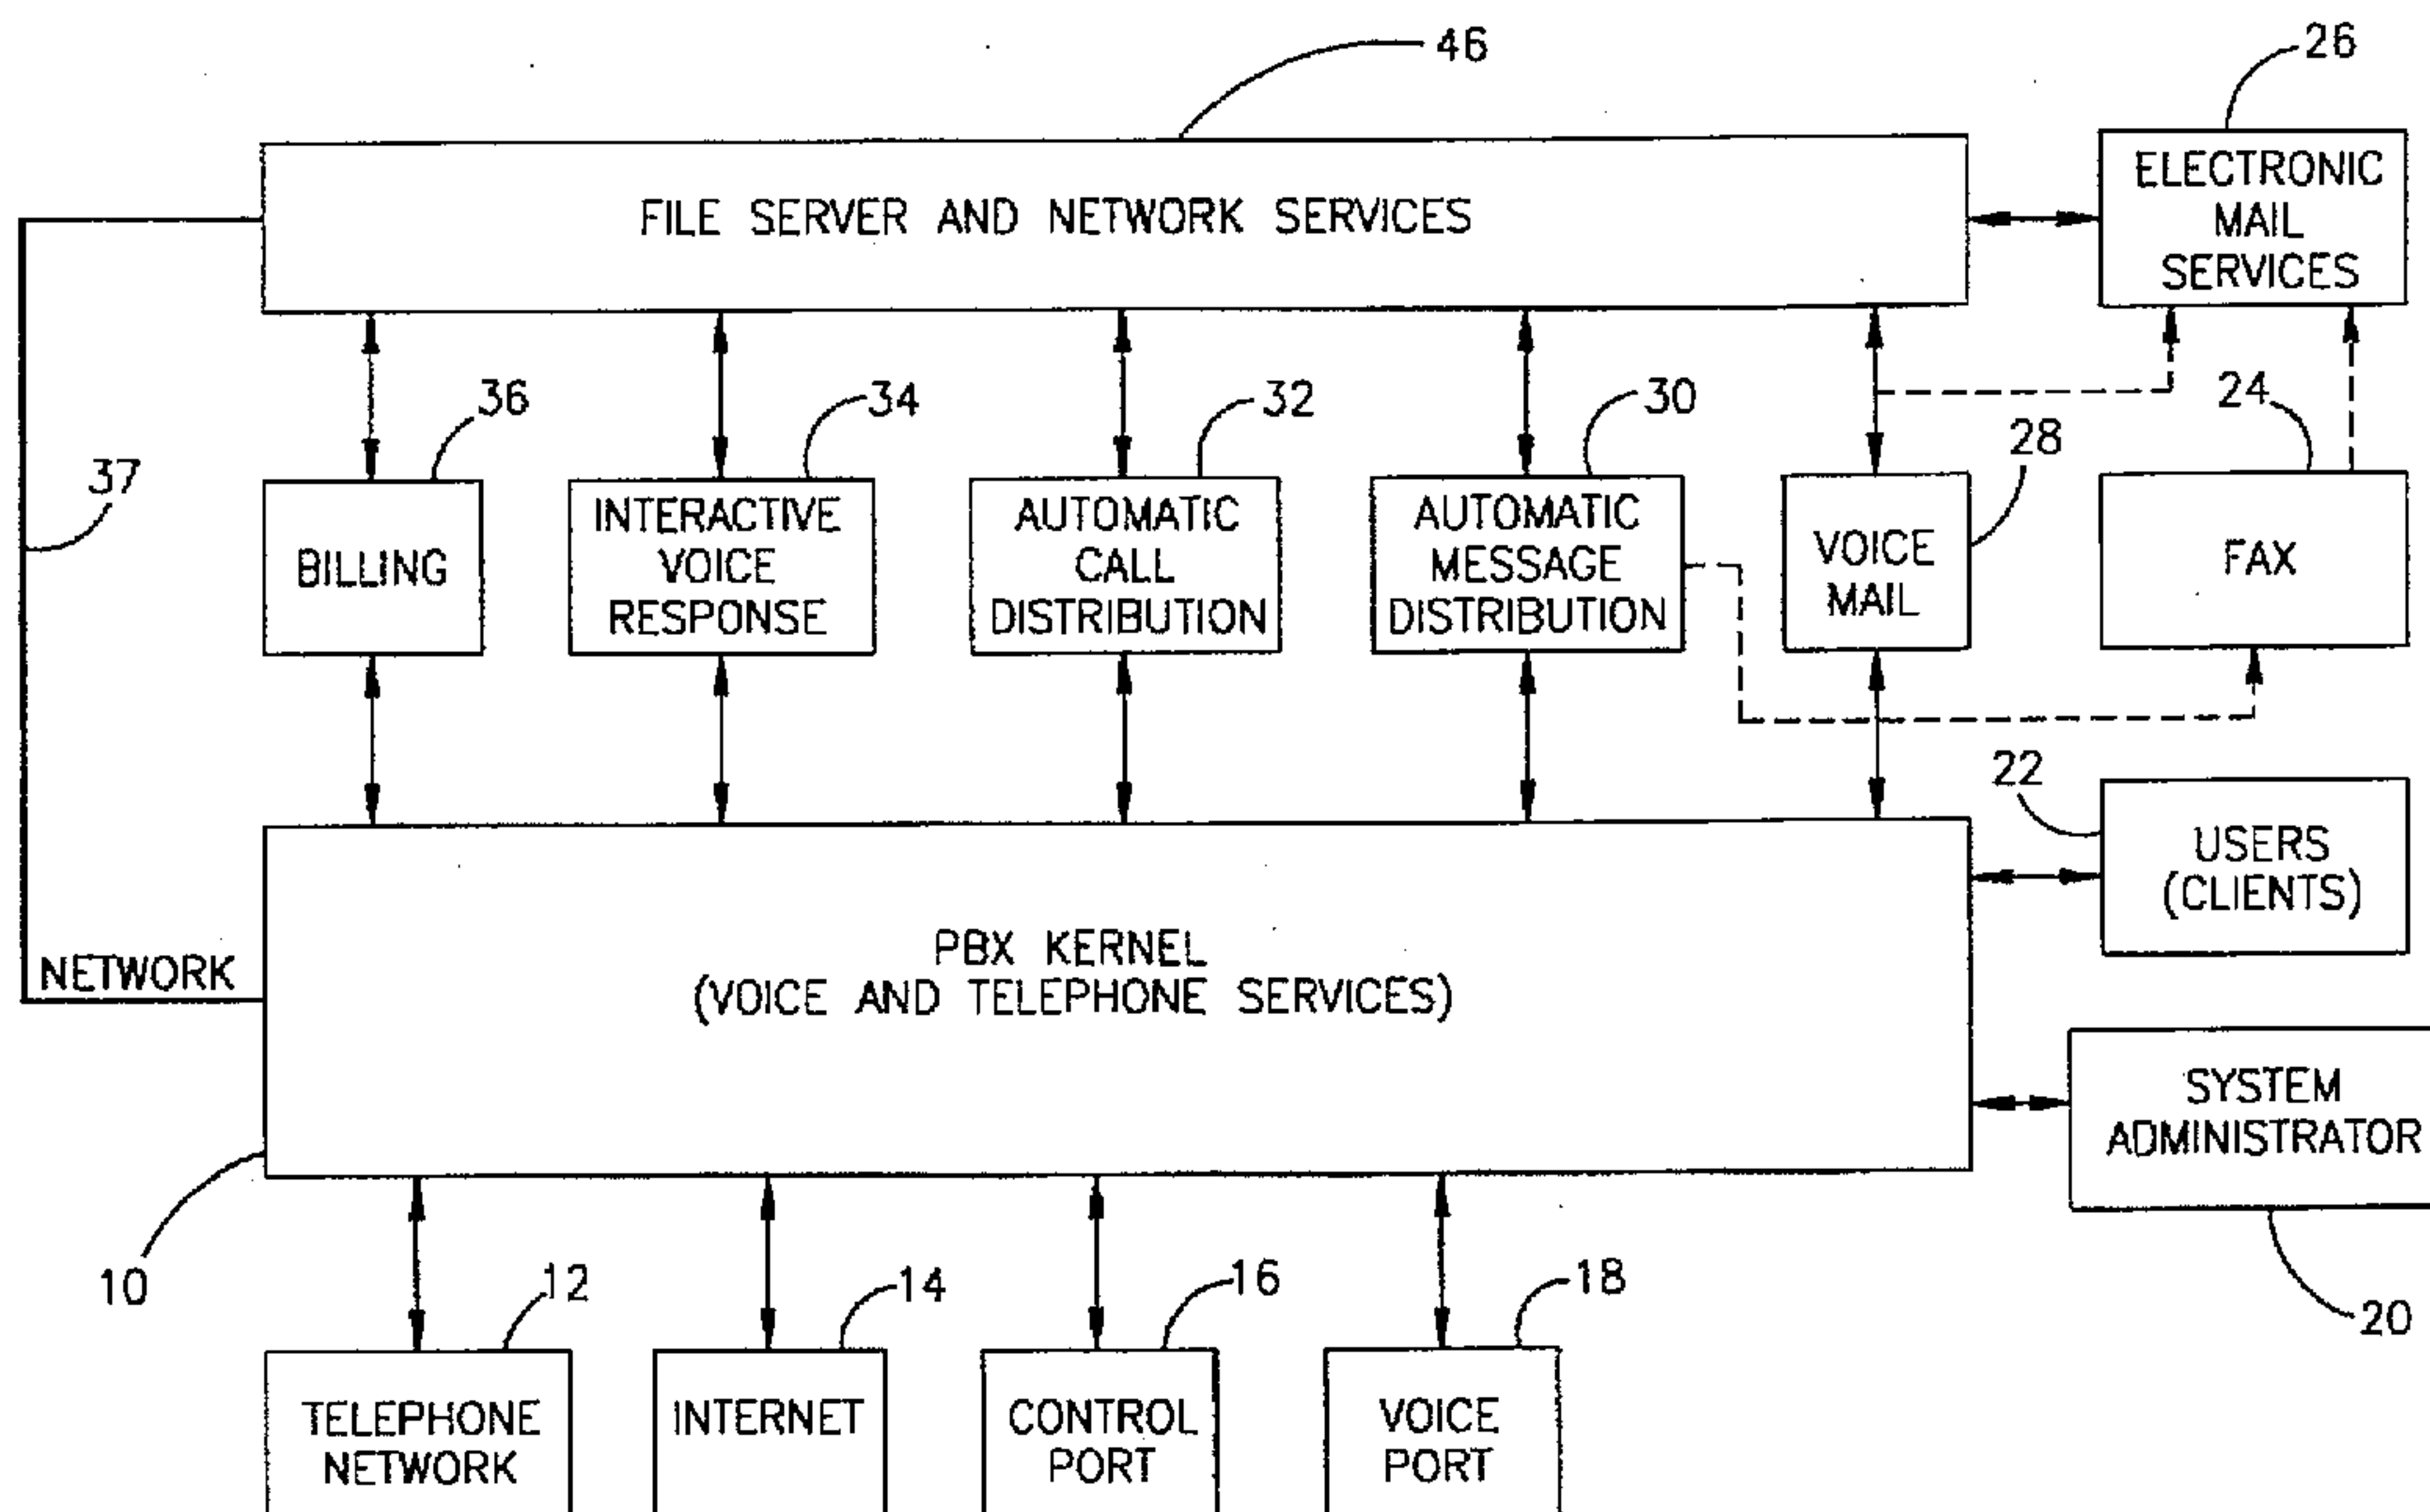 46
26
FILE SERVER AND NETWORK SERVICES
ELECTRONIC
MAIL
SERVICES
36
34
32
30
28
24
37
BILLING
INTERACTIVE
VOICE
RESPONSE
AUTOMATIC
CALL
DISTRIBUTION
AUTOMATIC
MESSAGE
DISTRIBUTION
VOICE
MAIL
FAX
22
USERS
(CLIENTS)
NETWORK
PBX KERNEL
(VOICE AND TELEPHONE SERVICES)
SYSTEM
ADMINISTRATOR
10
12
14
16
18
20
TELEPHONE
NETWORK
INTERNET
CONTROL
PORT
VOICE
PORT